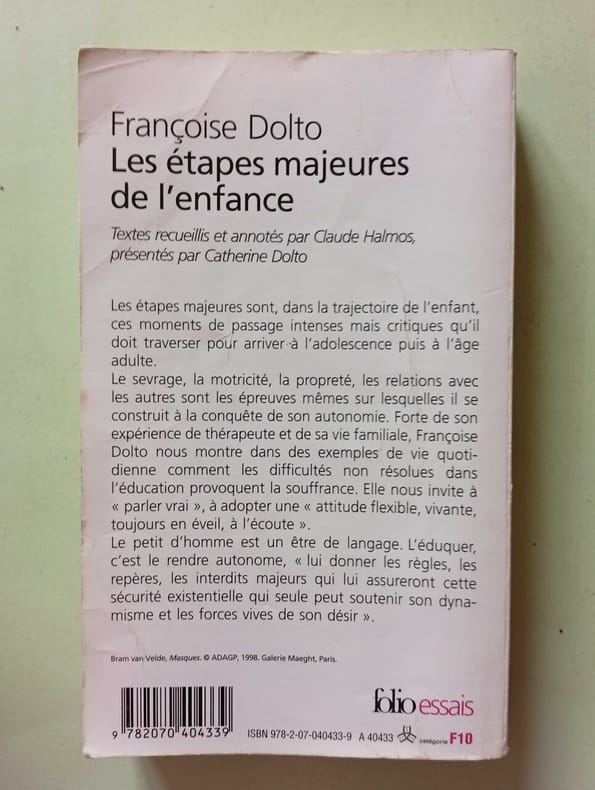 Françoise Dolto
Les étapes majeures
de l'enfance
Textes recueillis et annotés par Claude Halmos,
présentés par Catherine Dolto
Les étapes majeures sont, dans la trajectoire de l'enfant,
ces moments de passage intenses mais critiques qu'il
doit traverser pour arriver à l'adolescence puis à l'âge
adulte.
Le sevrage, la motricité, la propreté, les relations avec
les autres sont les épreuves mêmes sur lesquelles il se
construit à la conquête de son autonomie. Forte de son
expérience de thérapeute et de sa vie familiale, Françoise
Dolto nous montre dans des exemples de vie quoti-
dienne comment les difficultés non résolues dans
l'éducation provoquent la souffrance. Elle nous invite à
« parler vrai », à adopter une « attitude flexible, vivante,
toujours en éveil, à l'écoute ».
Le petit d'homme est un être de langage. L'éduquer,
c'est le rendre autonome, « lui donner les règles, les
repères, les interdits majeurs qui lui assureront cette
sécurité existentielle qui seule peut soutenir son dyna-
misme et les forces vives de son désir ».
Bram van Velde, Masques. © ADAGP, 1998. Galerie Maeght, Paris.
folio essais
9 782070 404339
ISBN 978-2-07-040433-9 A 40433 catégorie F10